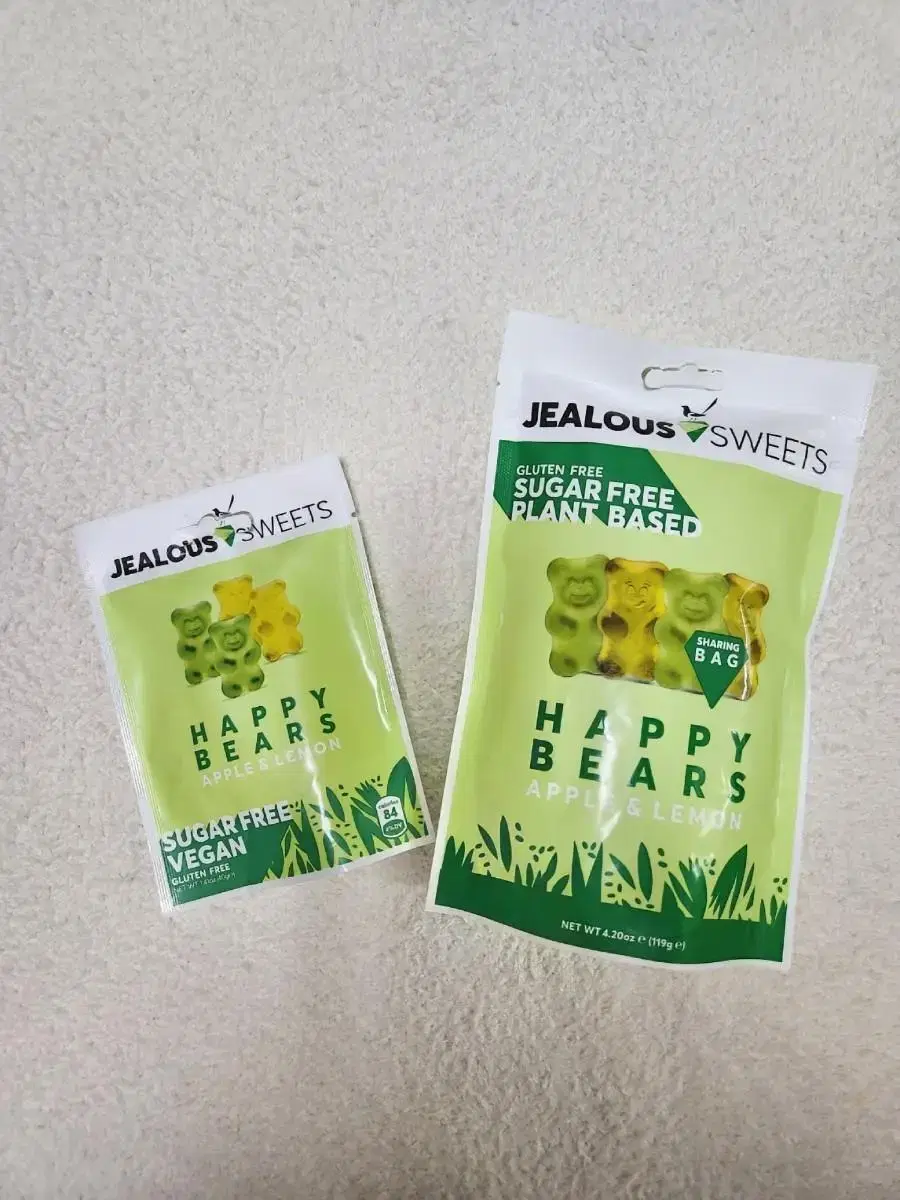 JEALOUS SWEETS
HAPPY
BEARS
APPLE & LEMON
SUGAR FREE
VEGAN
GLUTEN FREE
calories
84
JEALOUS SWEETS
GLUTEN FREE
SUGAR FREE
PLANT BASED
SHARING
BAG
HAPPY
BEARS
APPLE & LEMON
NET WT 4.20oz e (119g e)